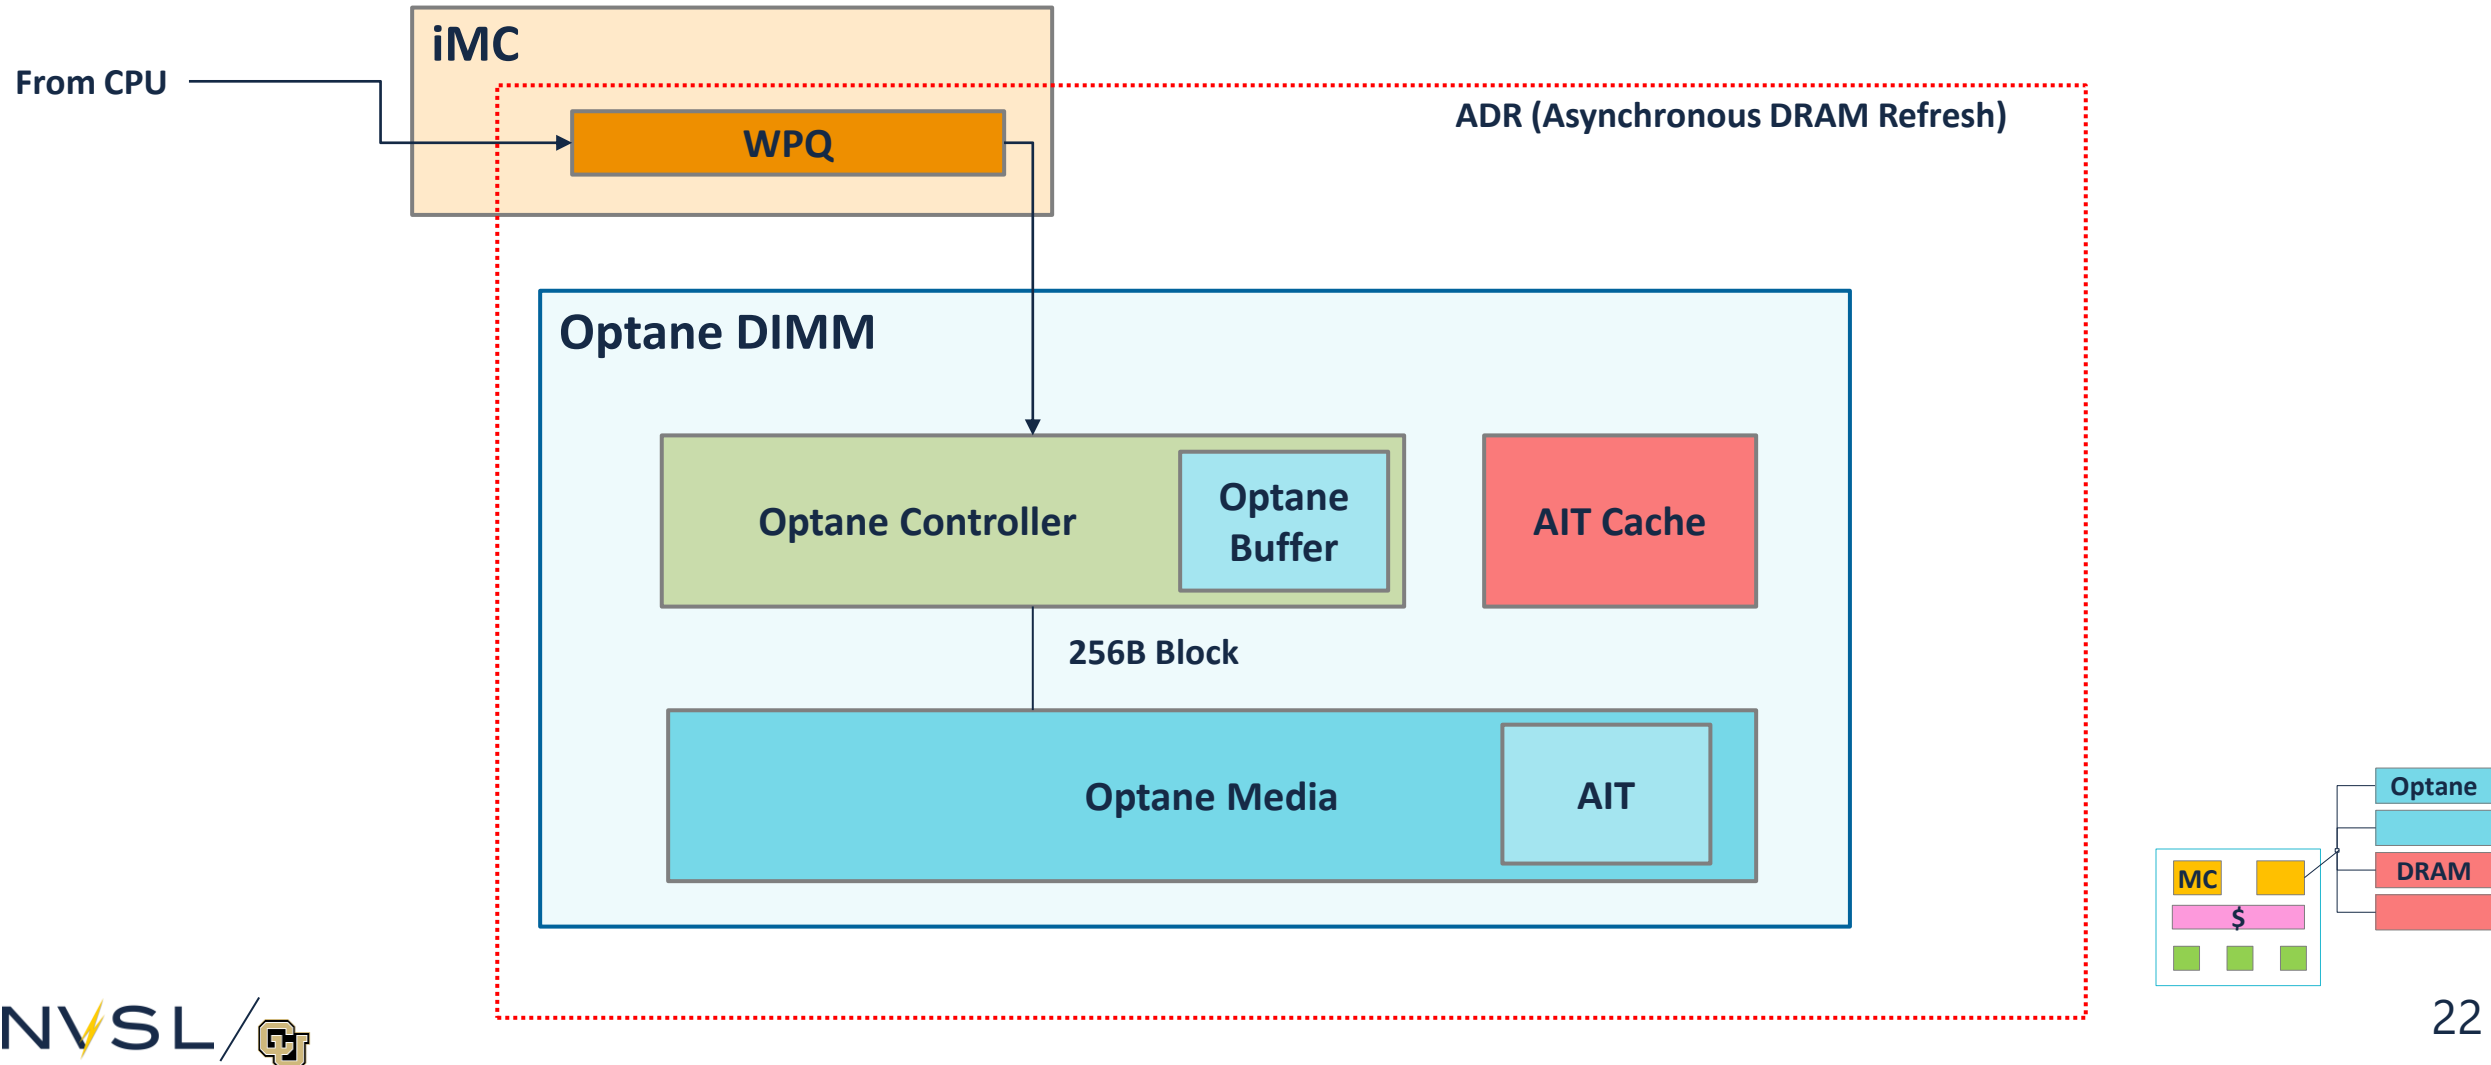 iMC
From CPU
ADR (Asynchronous DRAM Refresh)
WPQ
Optane DIMM
Optane Controller
Optane
Buffer
AIT Cache
256B Block
Optane Media
AIT
Optane
DRAM
MC
$
NVSL
CU
22